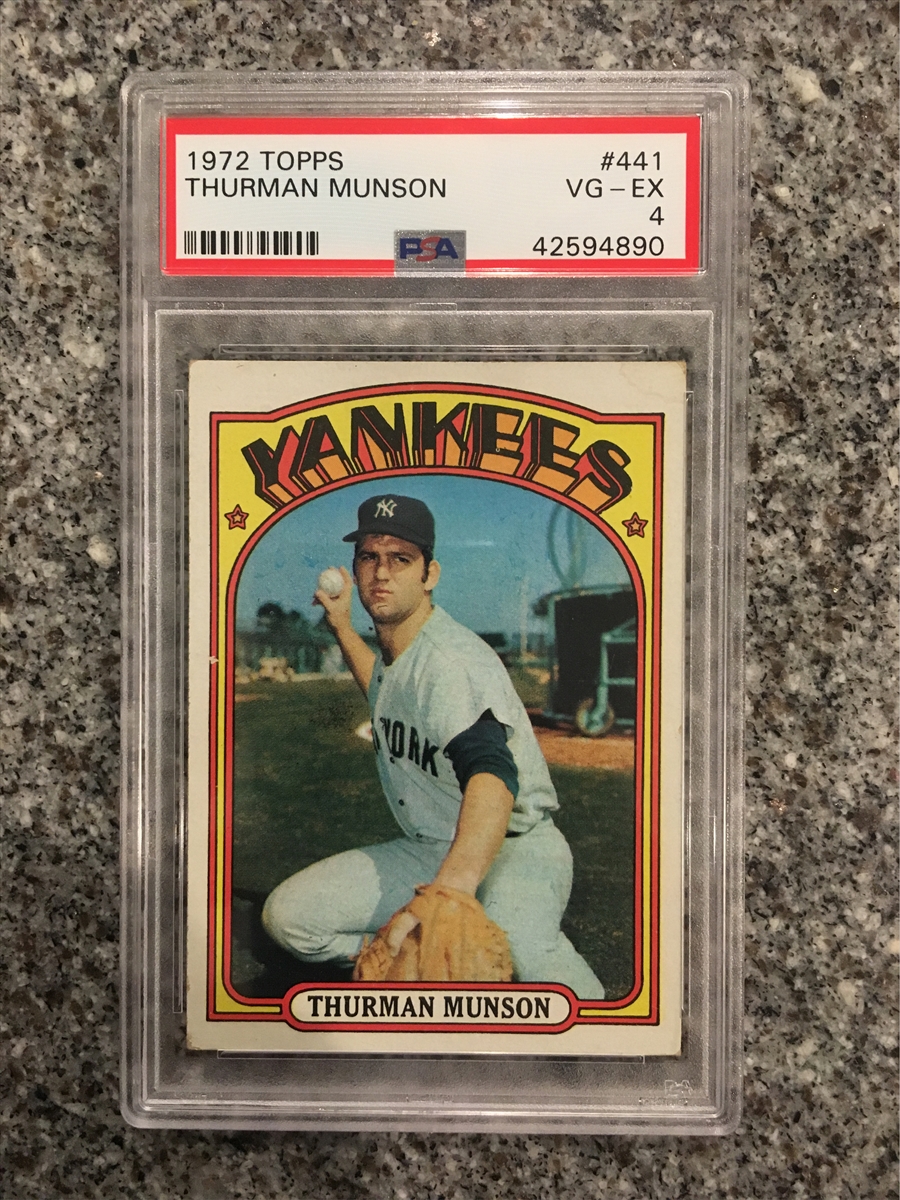 1972 TOPPS #441
THURMAN MUNSON VG-EX
4
PSA 42594890
YANKEES
NY
YORK
THURMAN MUNSON